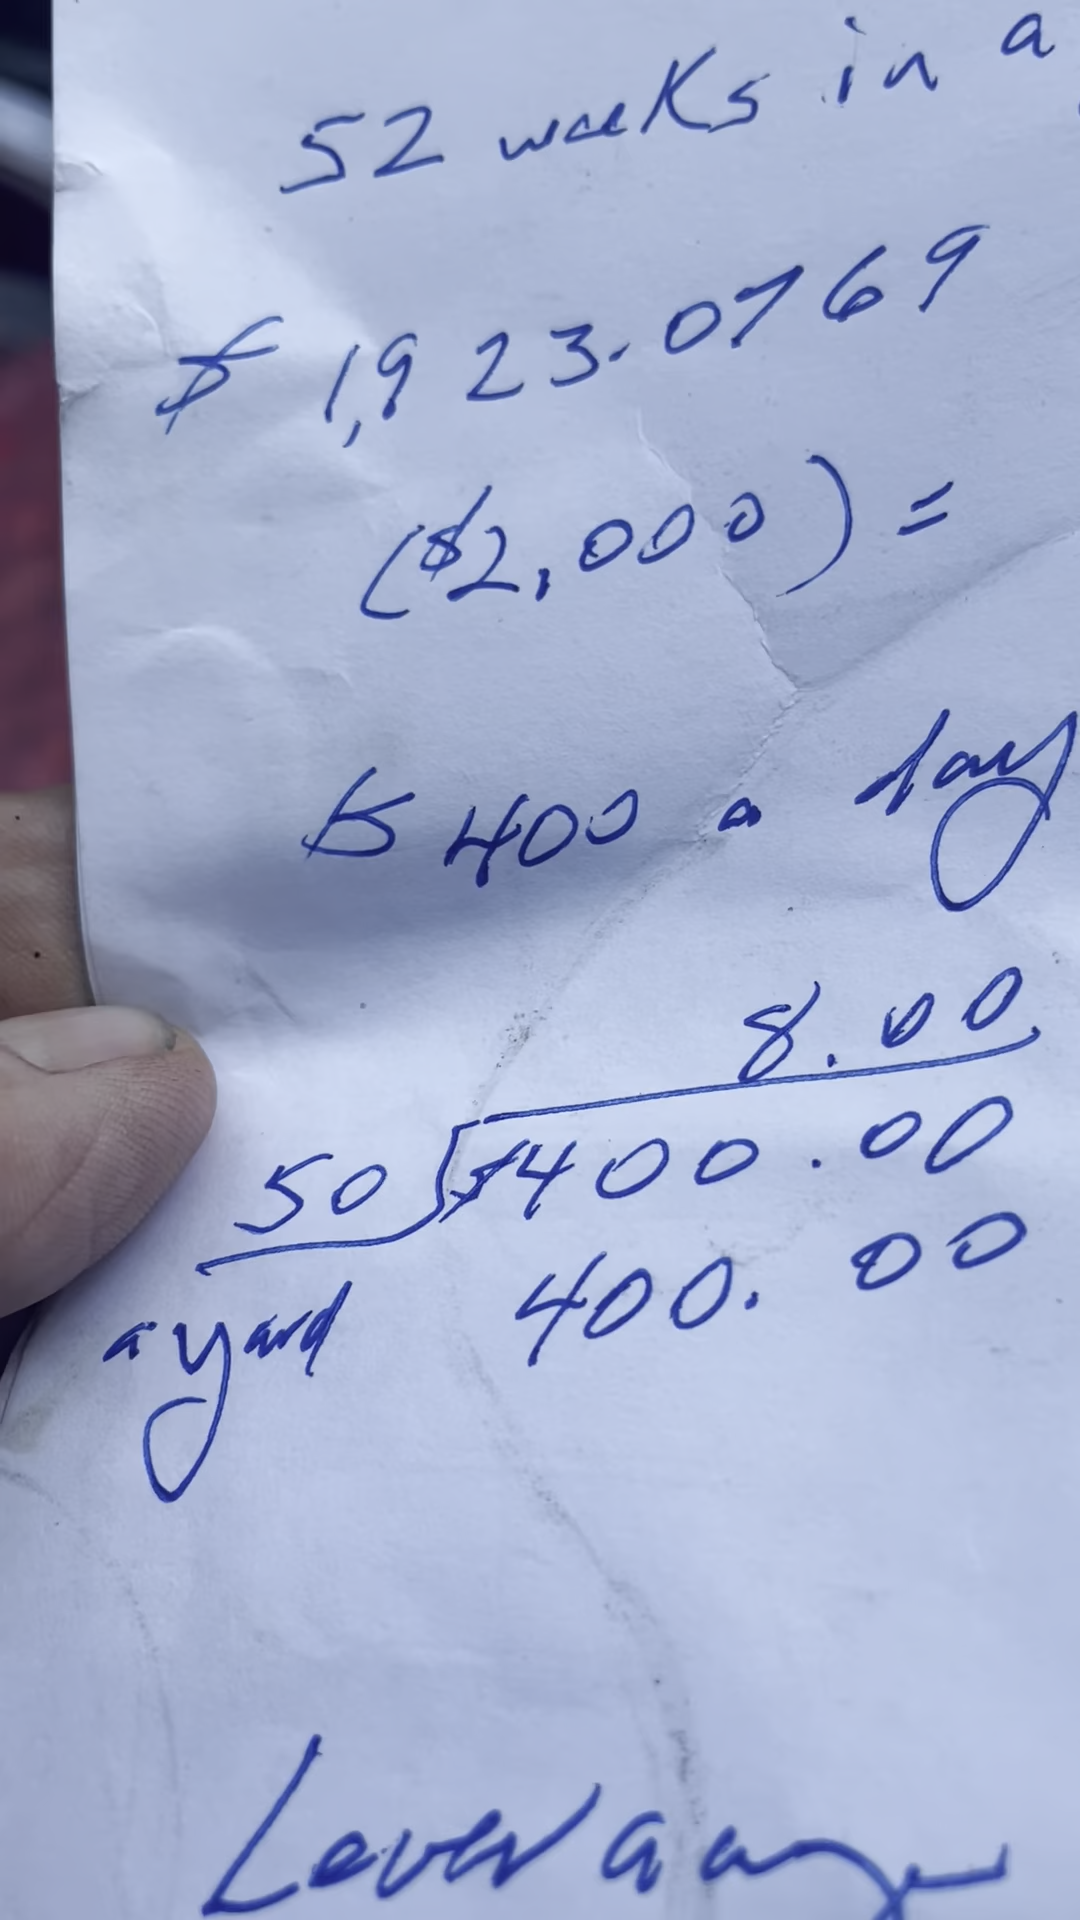 52 weeks in a
$ 1,923.0769
($2,000) =
$ 400 a day
8.00
50 $400.00
a yard 400.00